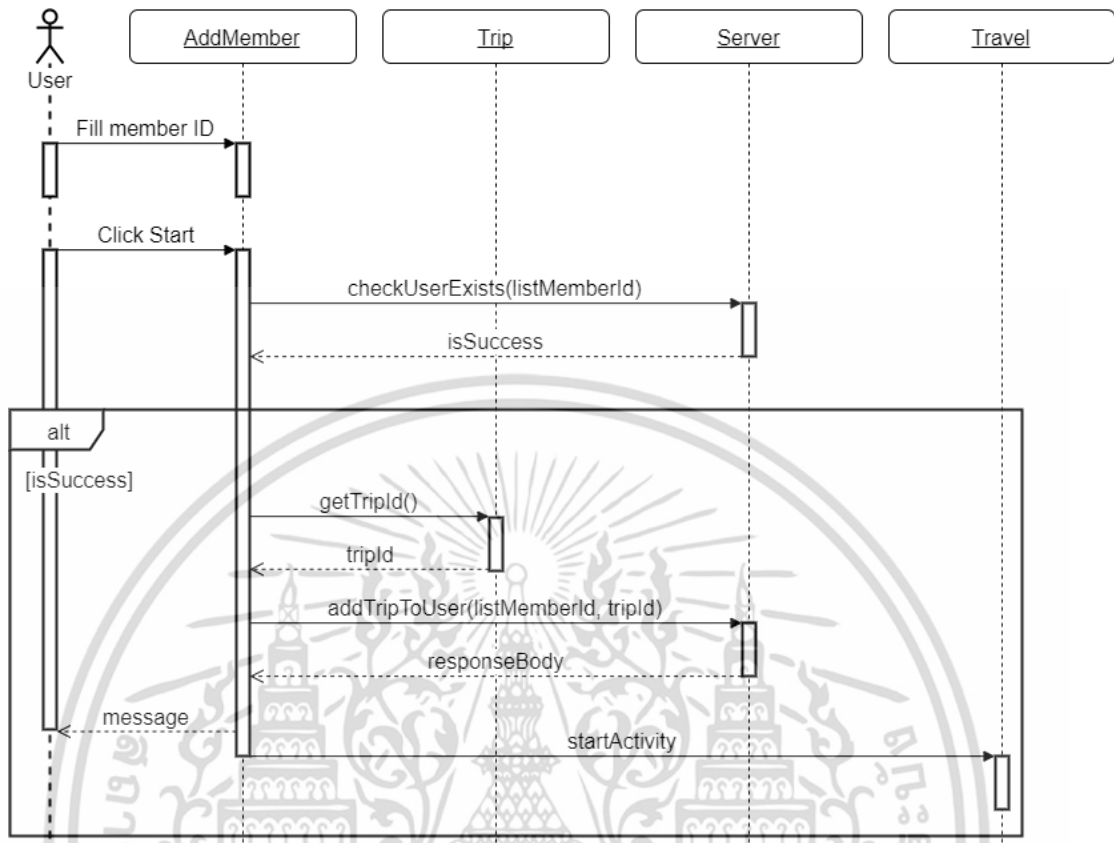 AddMember
Trip
Server
Travel
User
Fill member ID
Click Start
checkUserExists(listMemberId)
isSuccess
alt
[isSuccess]
getTripId()
tripId
addTripToUser(listMemberId, tripId)
responseBody
message
startActivity